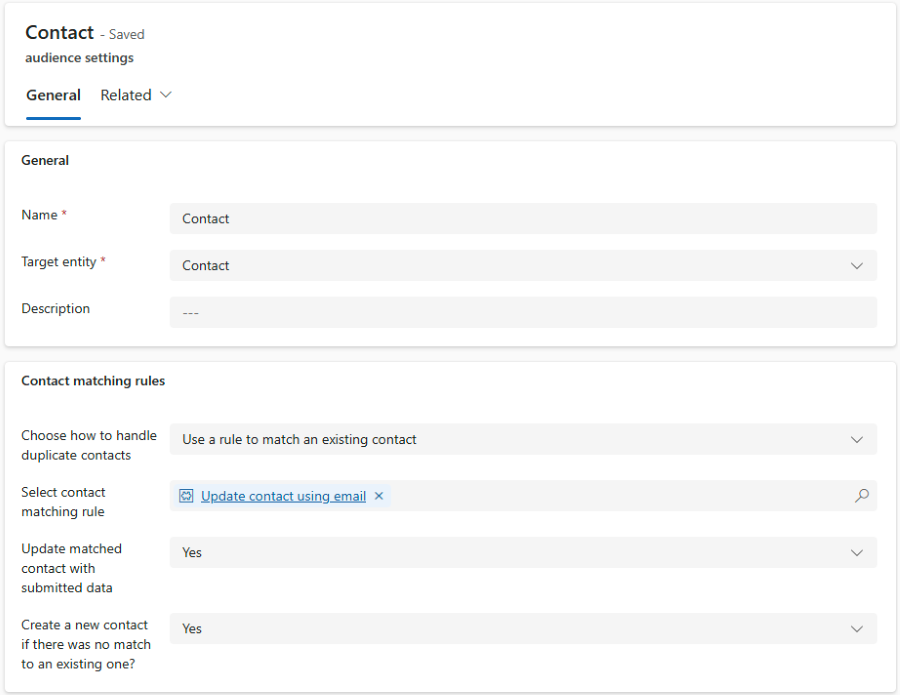 Contact - Saved
audience settings
General Related
General
Name *
Contact
Target entity *
Contact
Description
---
Contact matching rules
Choose how to handle
duplicate contacts
Use a rule to match an existing contact
Select contact
matching rule
Update contact using email
Update matched
contact with
submitted data
Yes
Create a new contact
if there was no match
to an existing one?
Yes